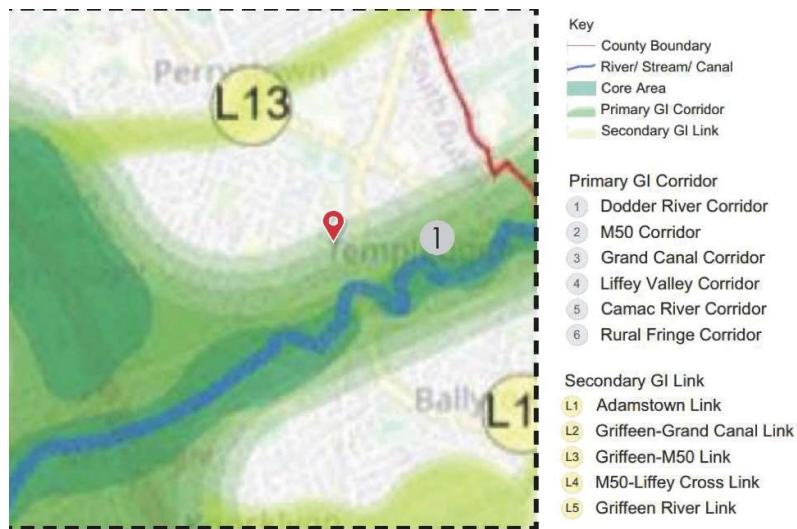 Perrystown
L13
South Du
Templeogue
1
Bally
L1
Key
County Boundary
River/ Stream/ Canal
Core Area
Primary GI Corridor
Secondary GI Link
Primary GI Corridor
1 Dodder River Corridor
2 M50 Corridor
3 Grand Canal Corridor
4 Liffey Valley Corridor
5 Camac River Corridor
6 Rural Fringe Corridor
Secondary GI Link
L1 Adamstown Link
L2 Griffeen-Grand Canal Link
L3 Griffeen-M50 Link
L4 M50-Liffey Cross Link
L5 Griffeen River Link